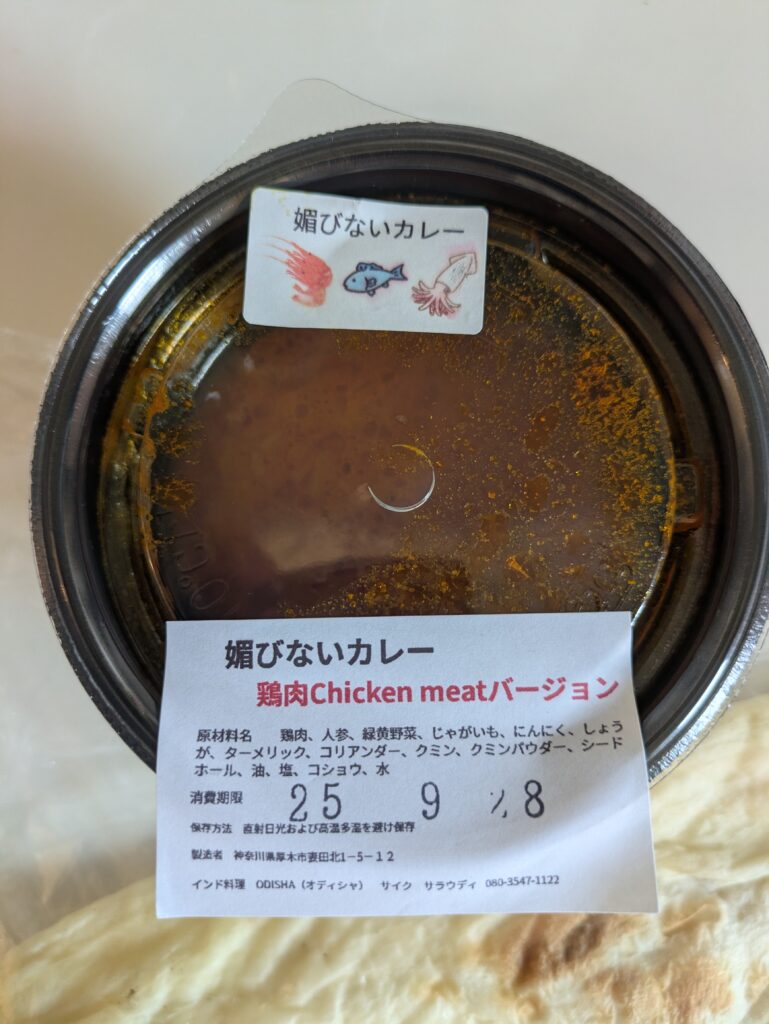 媚びないカレー
媚びないカレー
鶏肉Chicken meatバージョン
原材料名 鶏肉、人参、緑黄野菜、じゃがいも、にんにく、しょう
が、ターメリック、コリアンダー、クミン、クミンパウダー、シード
ホール、油、塩、コショウ、水
消費期限 25 9 8
保存方法 直射日光および高温多湿を避け保存
製造者 神奈川県厚木市妻田北1-5-12
インド料理 ODISHA（オディシャ） サイク サラウディ 080-3547-1122